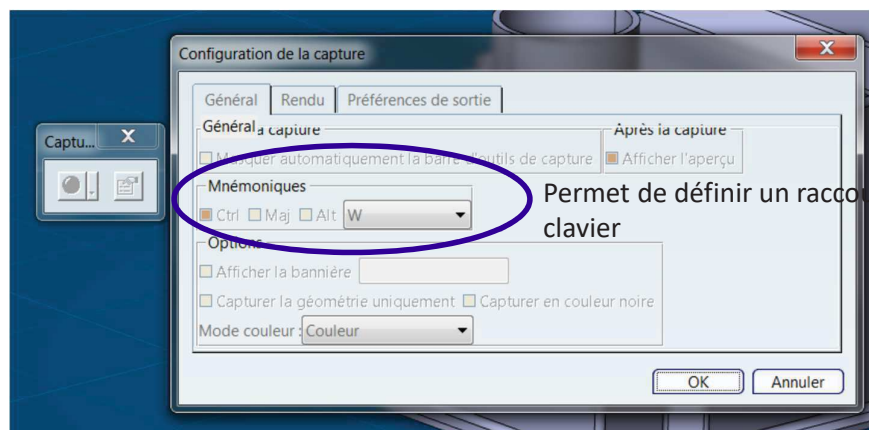 Configuration de la capture
X
Général Rendu Préférences de sortie
Général a capture
Après la capture
Captu... X
Masquer automatiquement la barre d'outils de capture
Afficher l'aperçu
Mnémoniques
Ctrl Maj Alt W
Permet de définir un raccou
clavier
Options
Afficher la bannière
Capturer la géométrie uniquement Capturer en couleur noire
Mode couleur : Couleur
OK Annuler